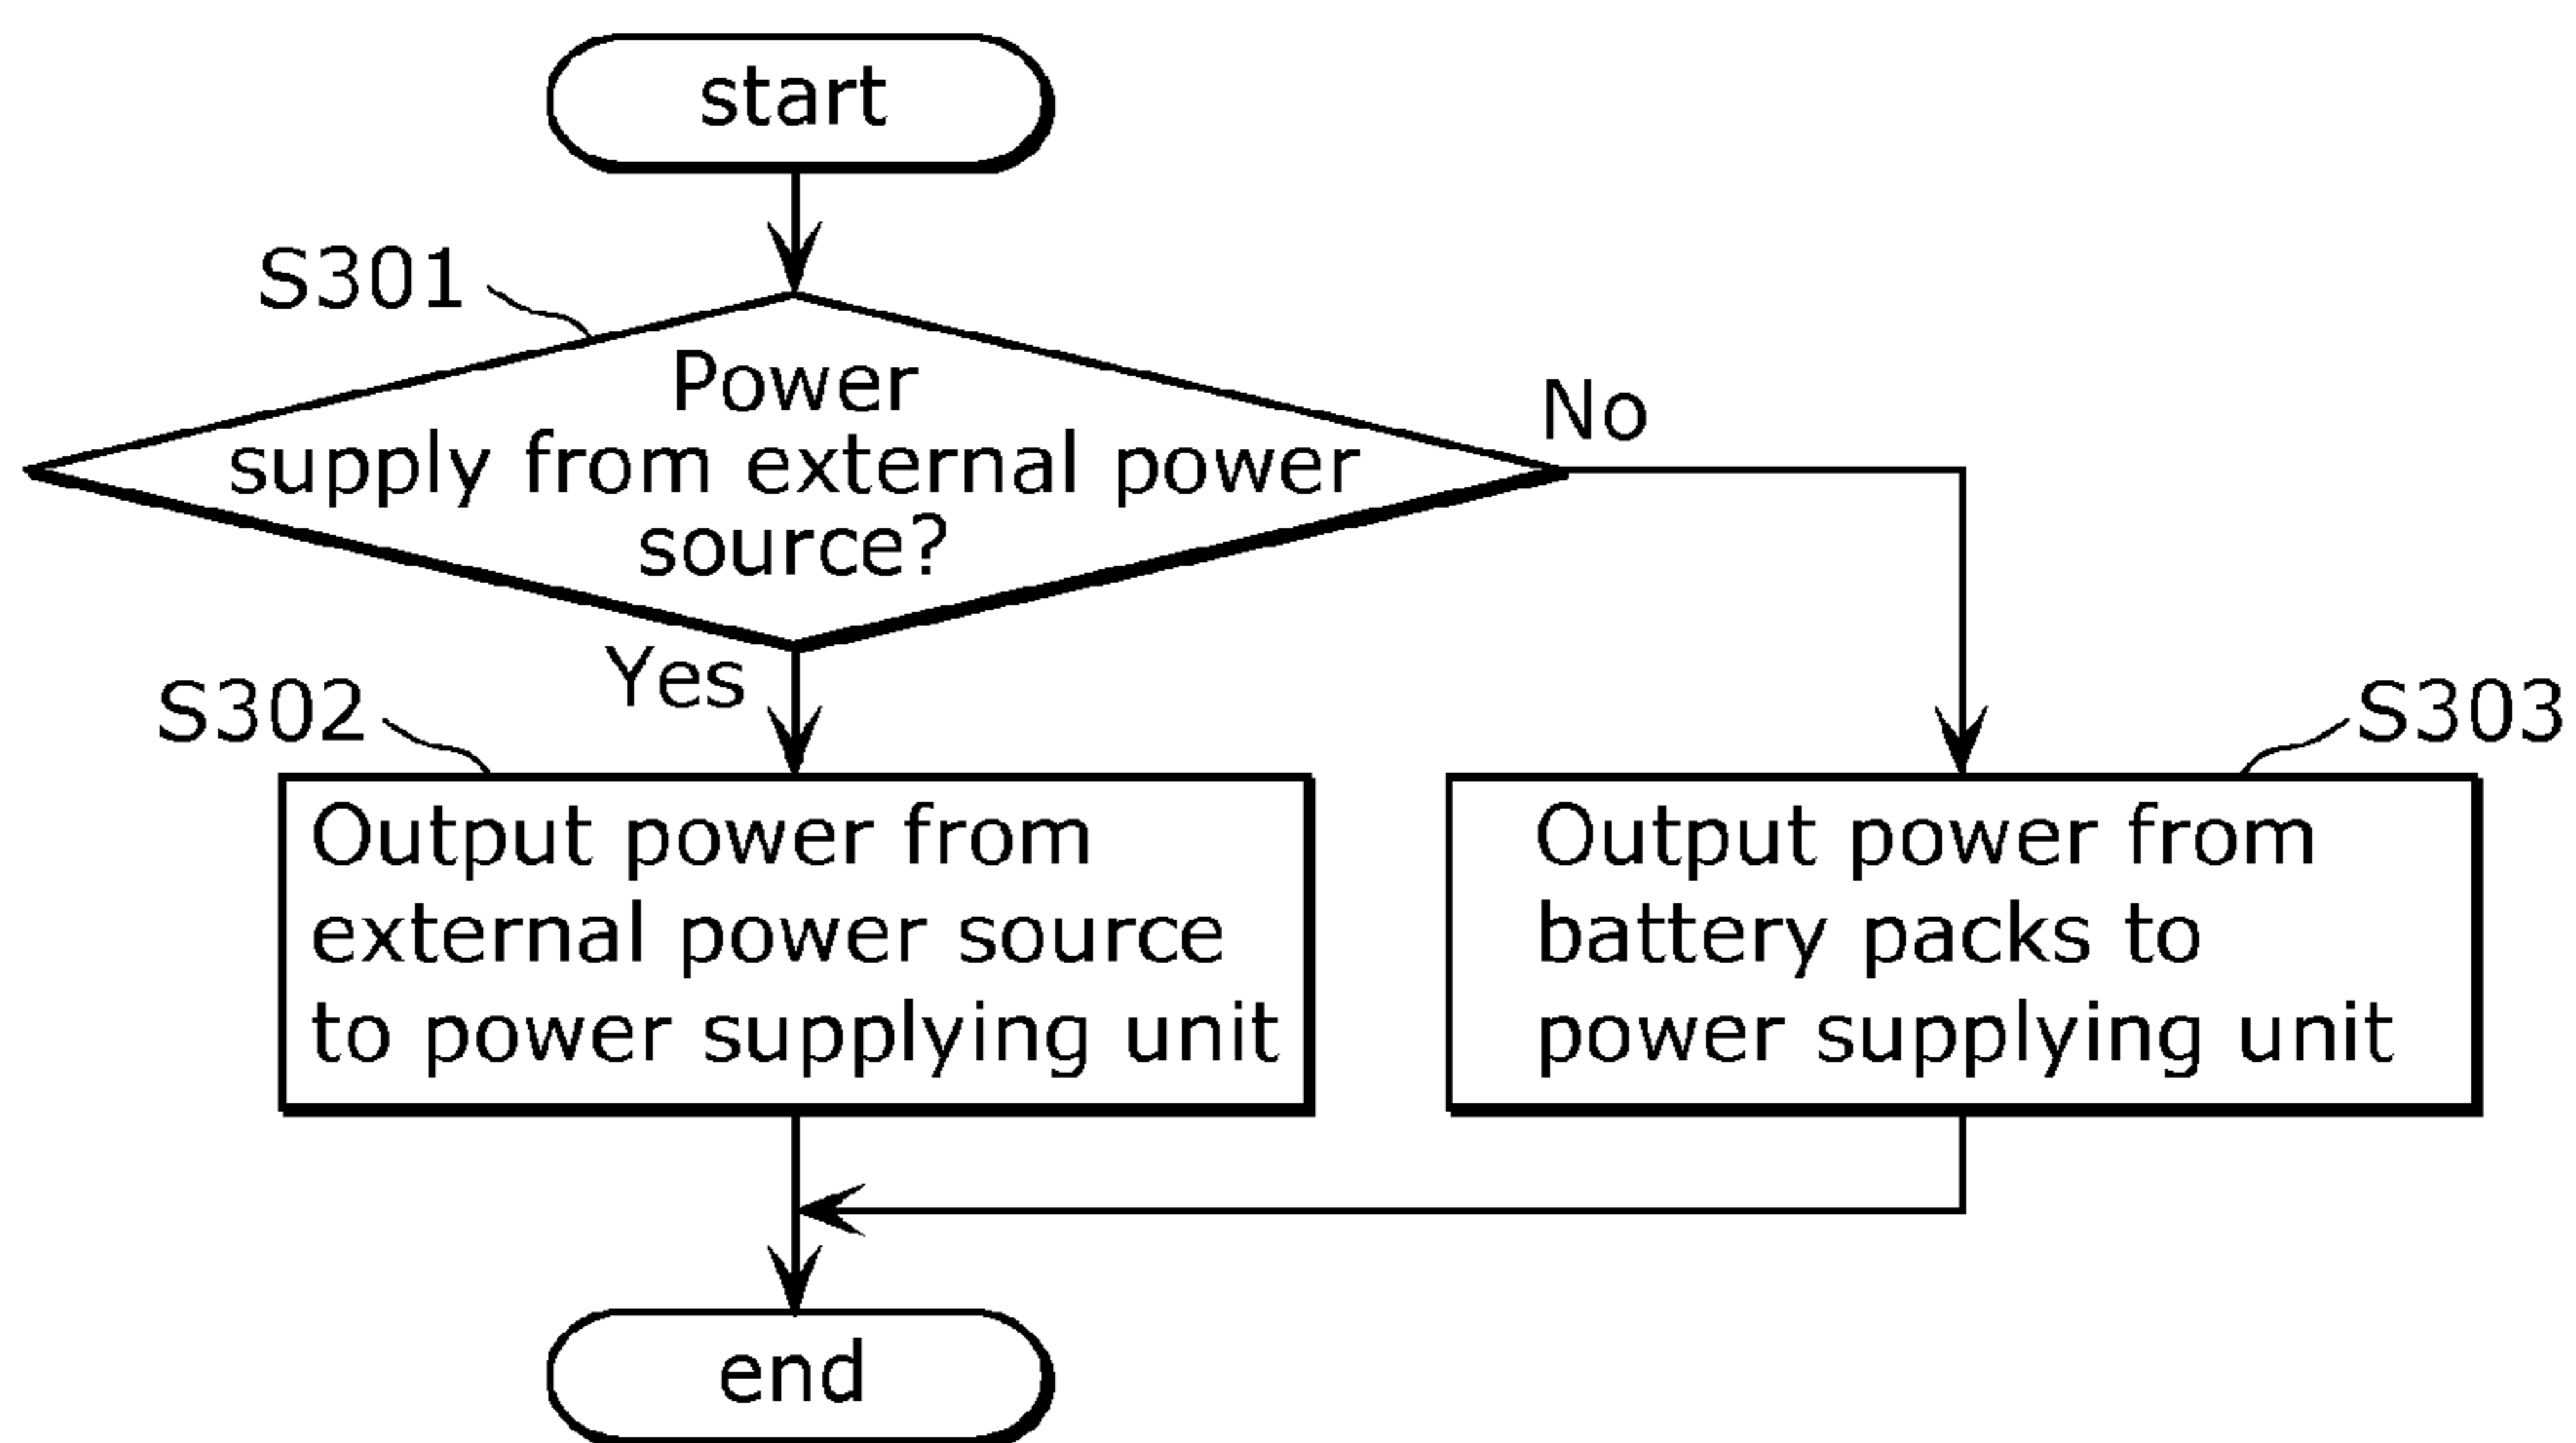 start
S301
Power
supply from external power
source?
No
Yes
S302
Output power from
external power source
to power supplying unit
S303
Output power from
battery packs to
power supplying unit
end